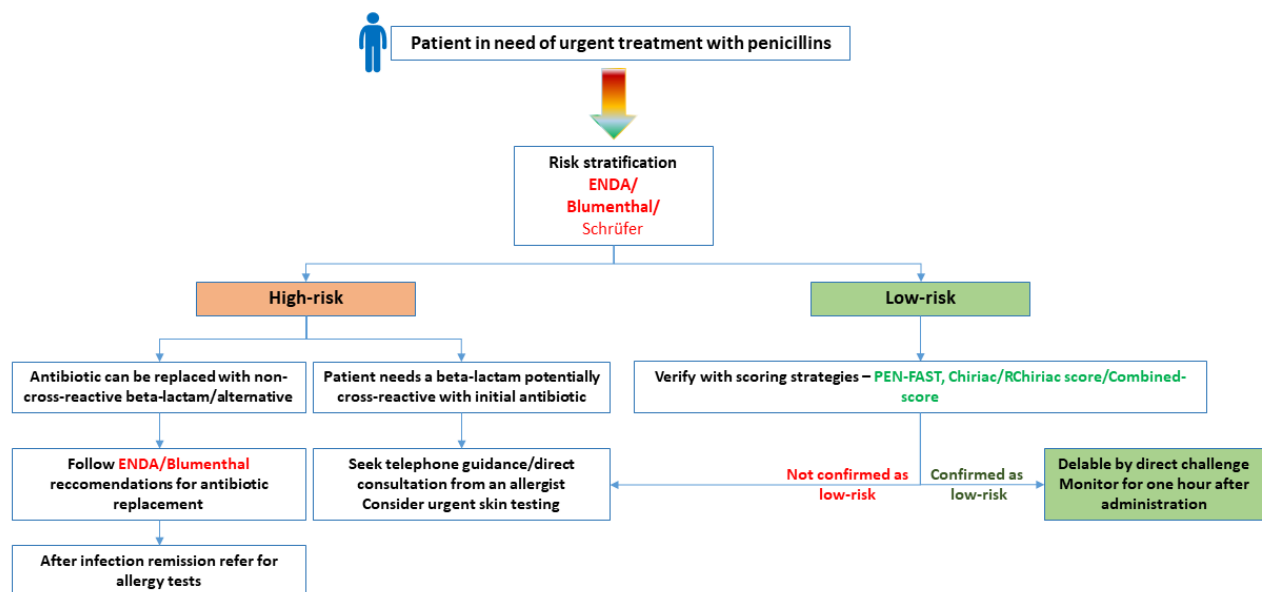 Patient in need of urgent treatment with penicillins
Risk stratification
ENDA/
Blumenthal/
Schrüfer
High-risk
Low-risk
Antibiotic can be replaced with non-
cross-reactive beta-lactam/alternative
Patient needs a beta-lactam potentially
cross-reactive with initial antibiotic
Verify with scoring strategies – PEN-FAST, Chiriac/RChiriac score/Combined-
score
Follow ENDA/Blumenthal
reccomendations for antibiotic
replacement
Seek telephone guidance/direct
consultation from an allergist
Consider urgent skin testing
Not confirmed as
low-risk
Confirmed as
low-risk
Delable by direct challenge
Monitor for one hour after
administration
After infection remission refer for
allergy tests